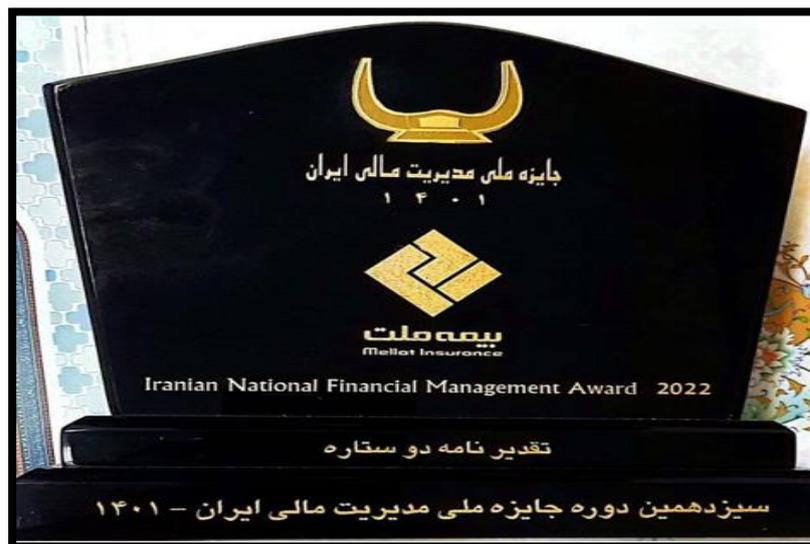 جایزه ملی مدیریت مالی ایران
۱۴۰۱
بیمه ملت
Mellat Insurance
Iranian National Financial Management Award 2022
تقدیر نامه دو ستاره
سیزدهمین دوره جایزه ملی مدیریت مالی ایران – ۱۴۰۱